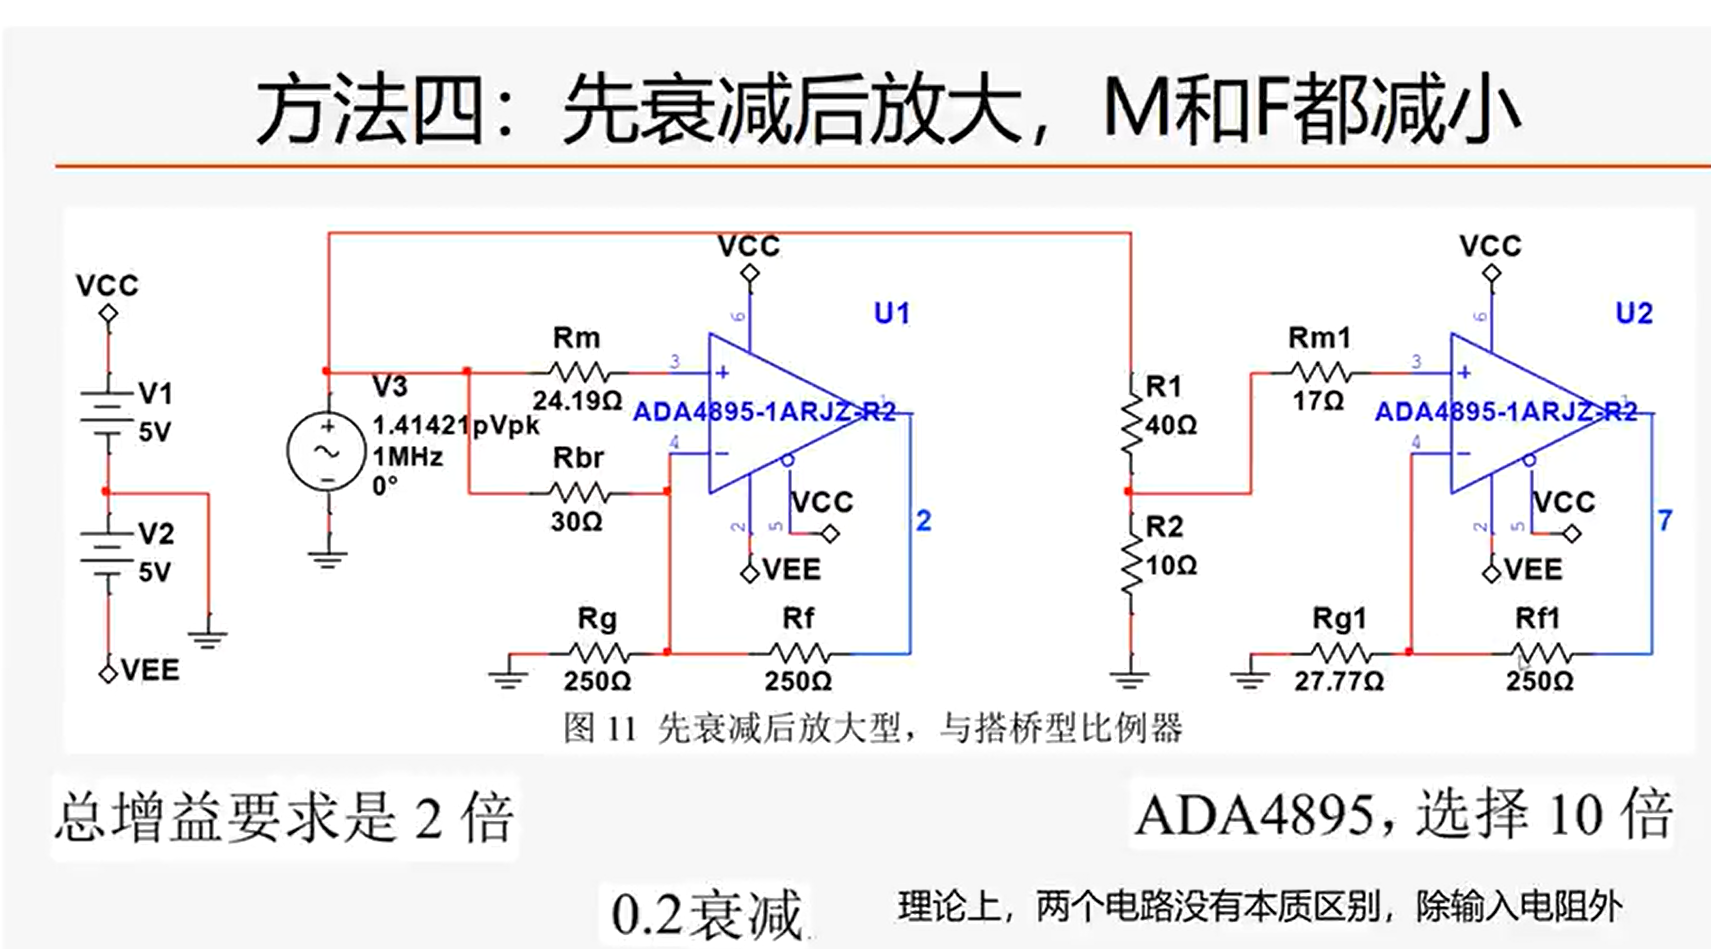 方法四：先衰减后放大，M和F都减小
VCC
VCC
VCC
U1
U2
V1
5V
V2
5V
VEE
V3
1.41421pVpk
1MHz
0°
Rm
24.19Ω
Rbr
30Ω
ADA4895-1ARJZ-R2
3
+
4
−
6
2
5
1
VCC
VEE
2
Rg
250Ω
Rf
250Ω
R1
40Ω
R2
10Ω
Rm1
17Ω
ADA4895-1ARJZ-R2
3
+
4
−
6
2
5
1
VCC
VEE
7
Rg1
27.77Ω
Rf1
250Ω
图 11 先衰减后放大型，与搭桥型比例器
总增益要求是 2 倍
ADA4895，选择 10 倍
0.2衰减
理论上，两个电路没有本质区别，除输入电阻外